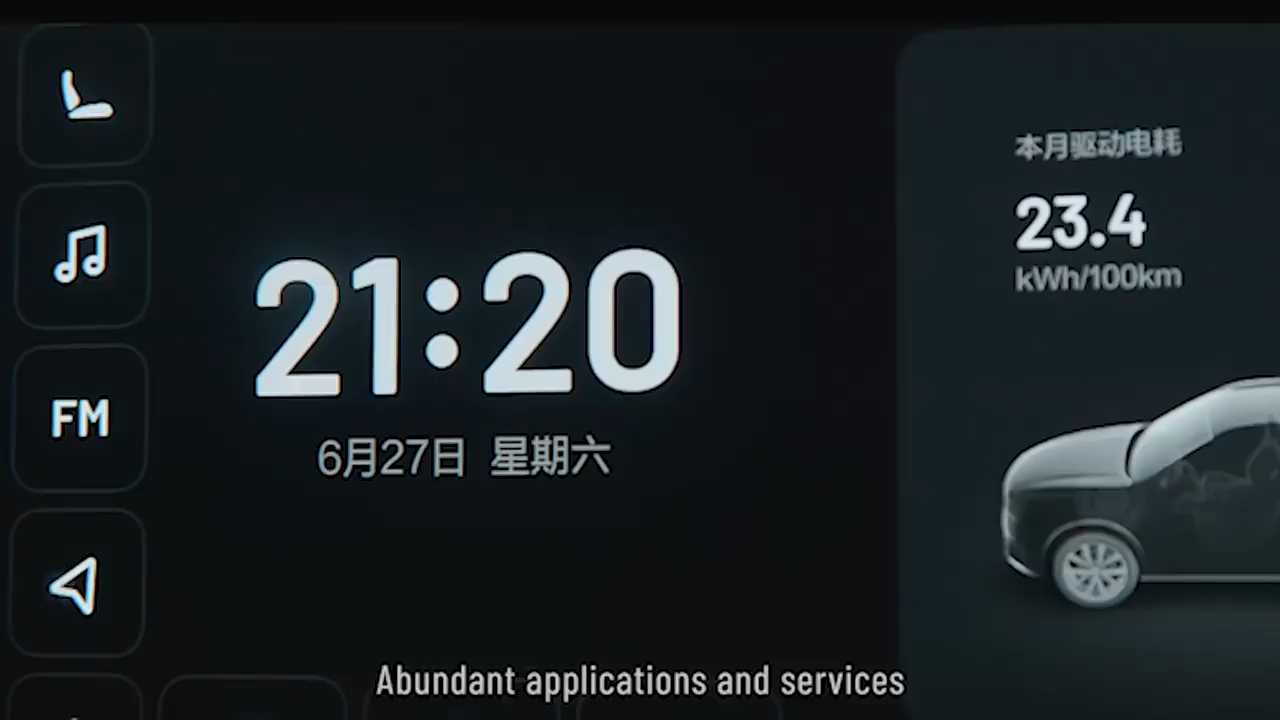 FM
21:20
6月27日 星期六
本月驱动电耗
23.4
kWh/100km
Abundant applications and services